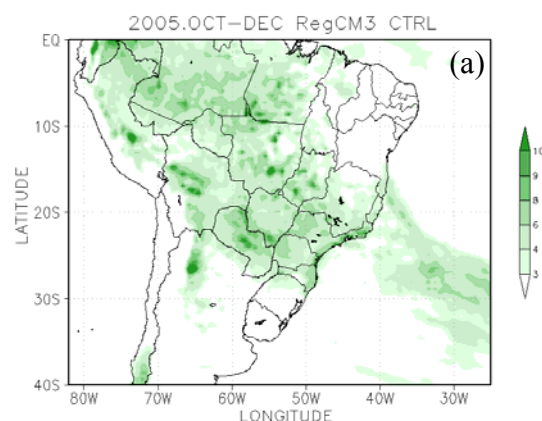 2005.OCT-DEC RegCM3 CTRL
(a)
EQ
10S
20S
30S
40S
LATITUDE
80W 70W 60W 50W 40W 30W
LONGITUDE
10
9
8
6
4
3